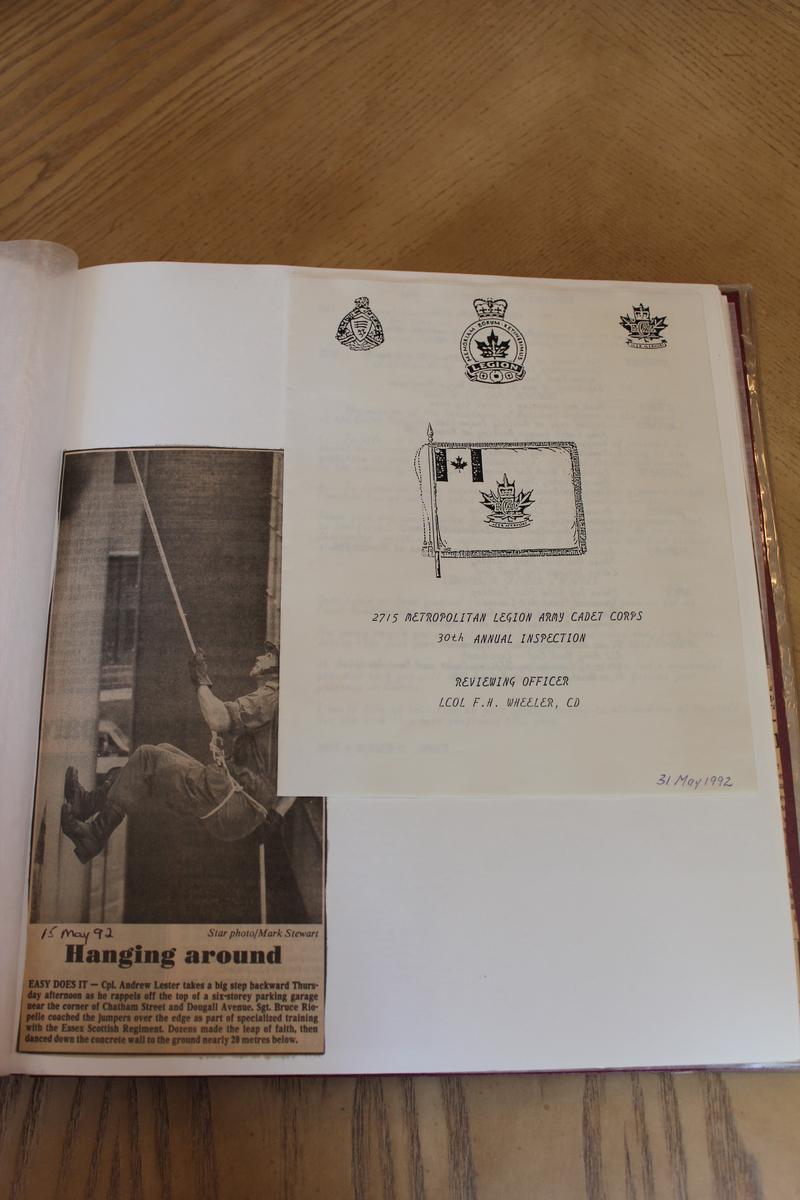 MEMORIAM EORUM RETINEBIMUS
LEGION
2715 METROPOLITAN LEGION ARMY CADET CORPS
30th ANNUAL INSPECTION
REVIEWING OFFICER
LCOL F.H. WHEELER, CD
31 May 1992
15 May 92
Star photo/Mark Stewart
Hanging around
EASY DOES IT — Cpl. Andrew Lester takes a big step backward Thurs-
day afternoon as he rappels off the top of a six-storey parking garage
near the corner of Chatham Street and Dougall Avenue. Sgt. Bruce Rio-
pelle coached the jumpers over the edge as part of specialized training
with the Essex Scottish Regiment. Dozens made the leap of faith, then
danced down the concrete wall to the ground nearly 20 metres below.